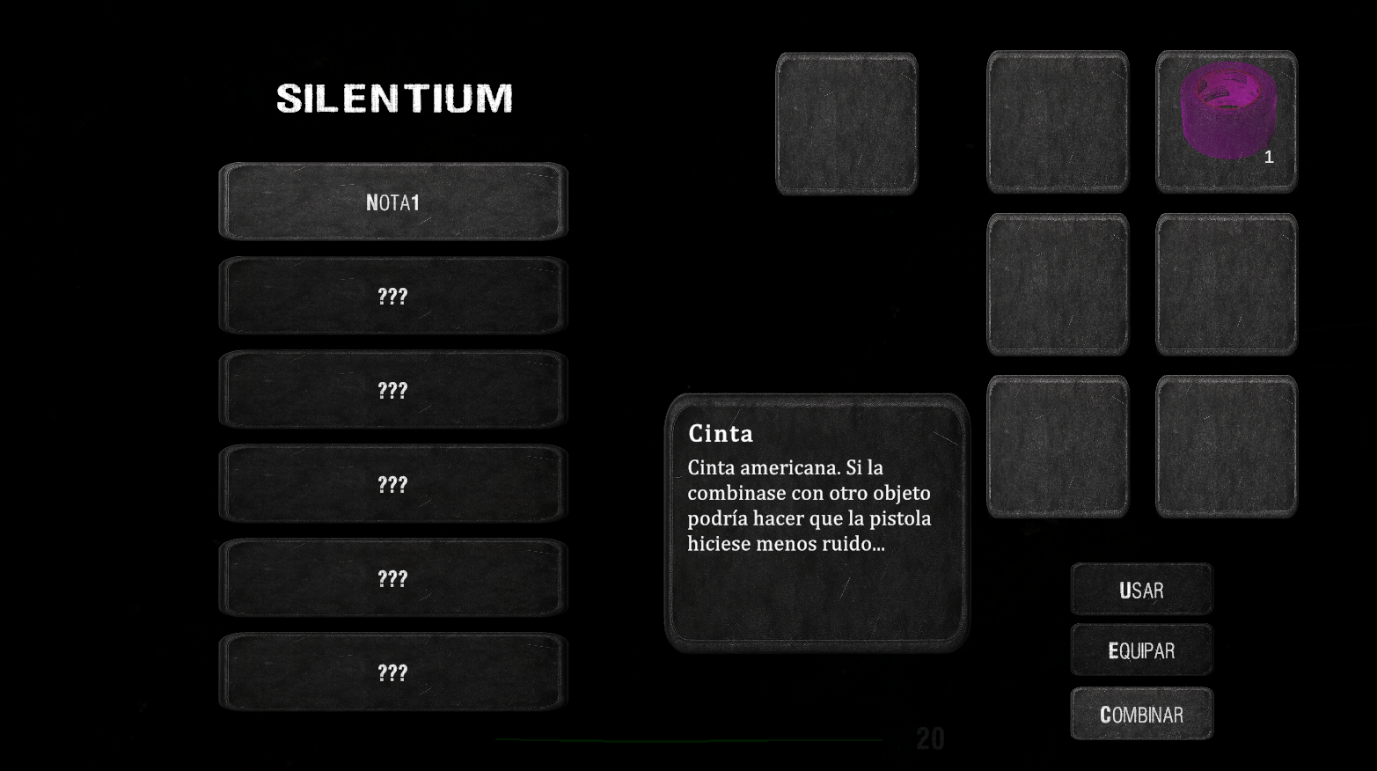 SILENTIUM
NOTA1
???
???
???
???
???
1
Cinta
Cinta americana. Si la
combinase con otro objeto
podría hacer que la pistola
hiciese menos ruido...
USAR
EQUIPAR
COMBINAR
20